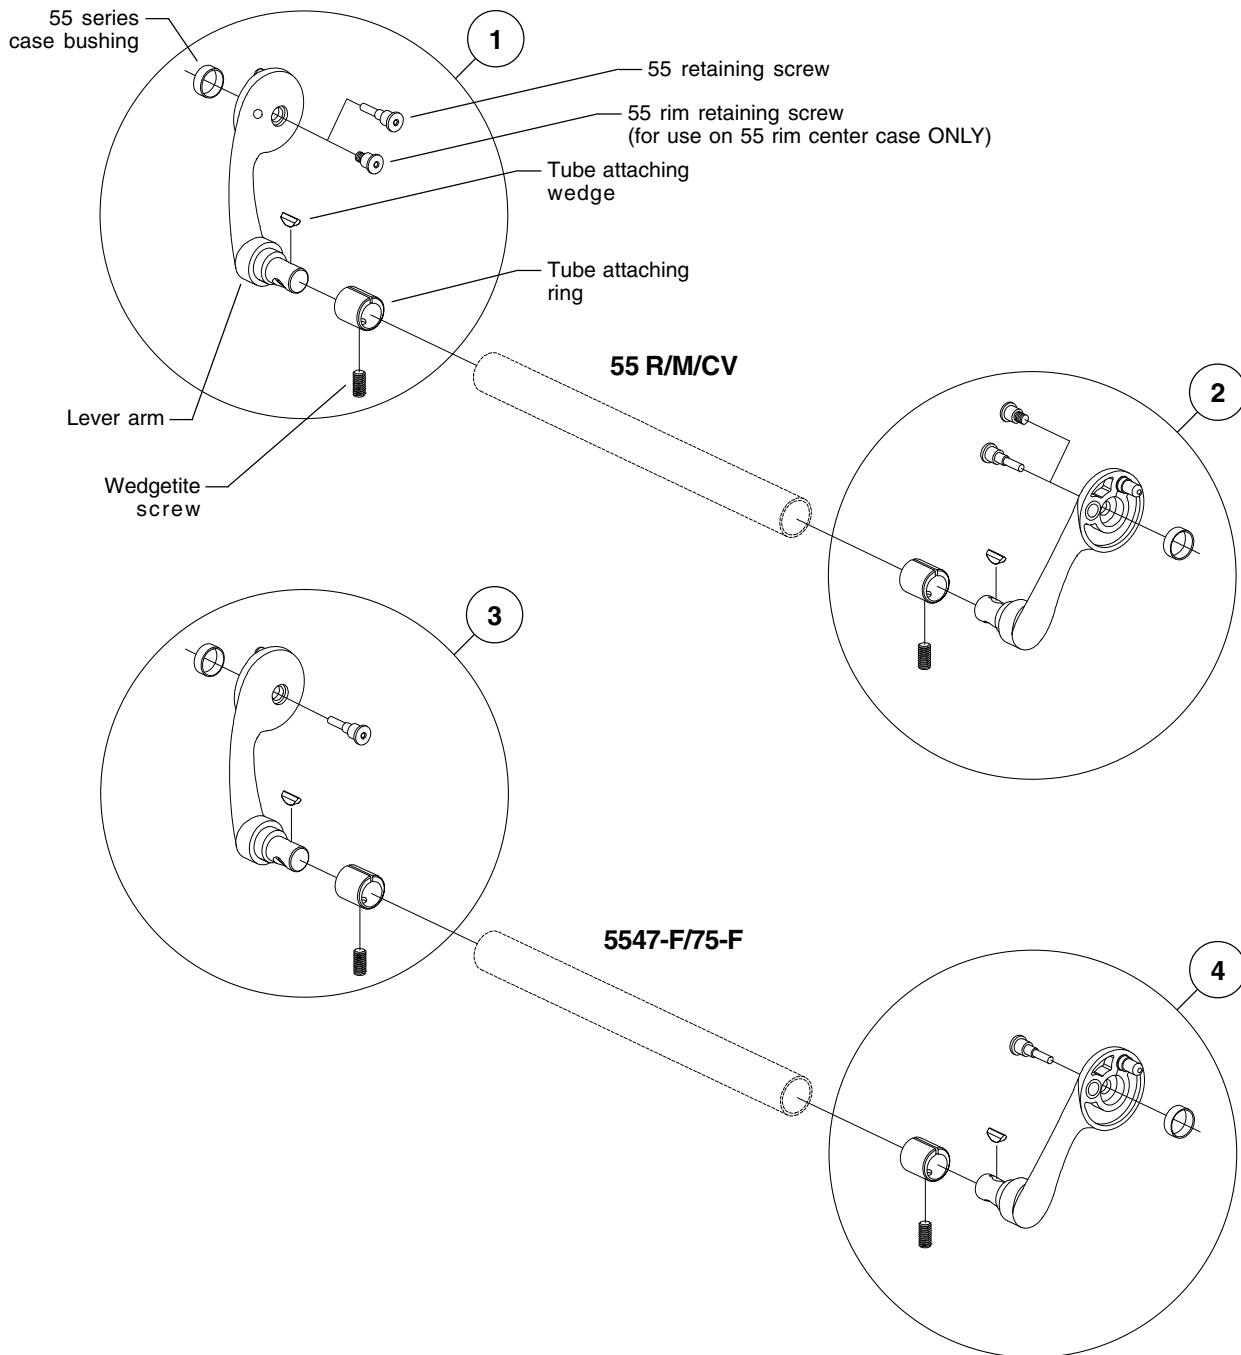 55 series
case bushing
1
55 retaining screw
55 rim retaining screw
(for use on 55 rim center case ONLY)
Tube attaching
wedge
Tube attaching
ring
Lever arm
Wedgetite
screw
55 R/M/CV
2
3
5547-F/75-F
4